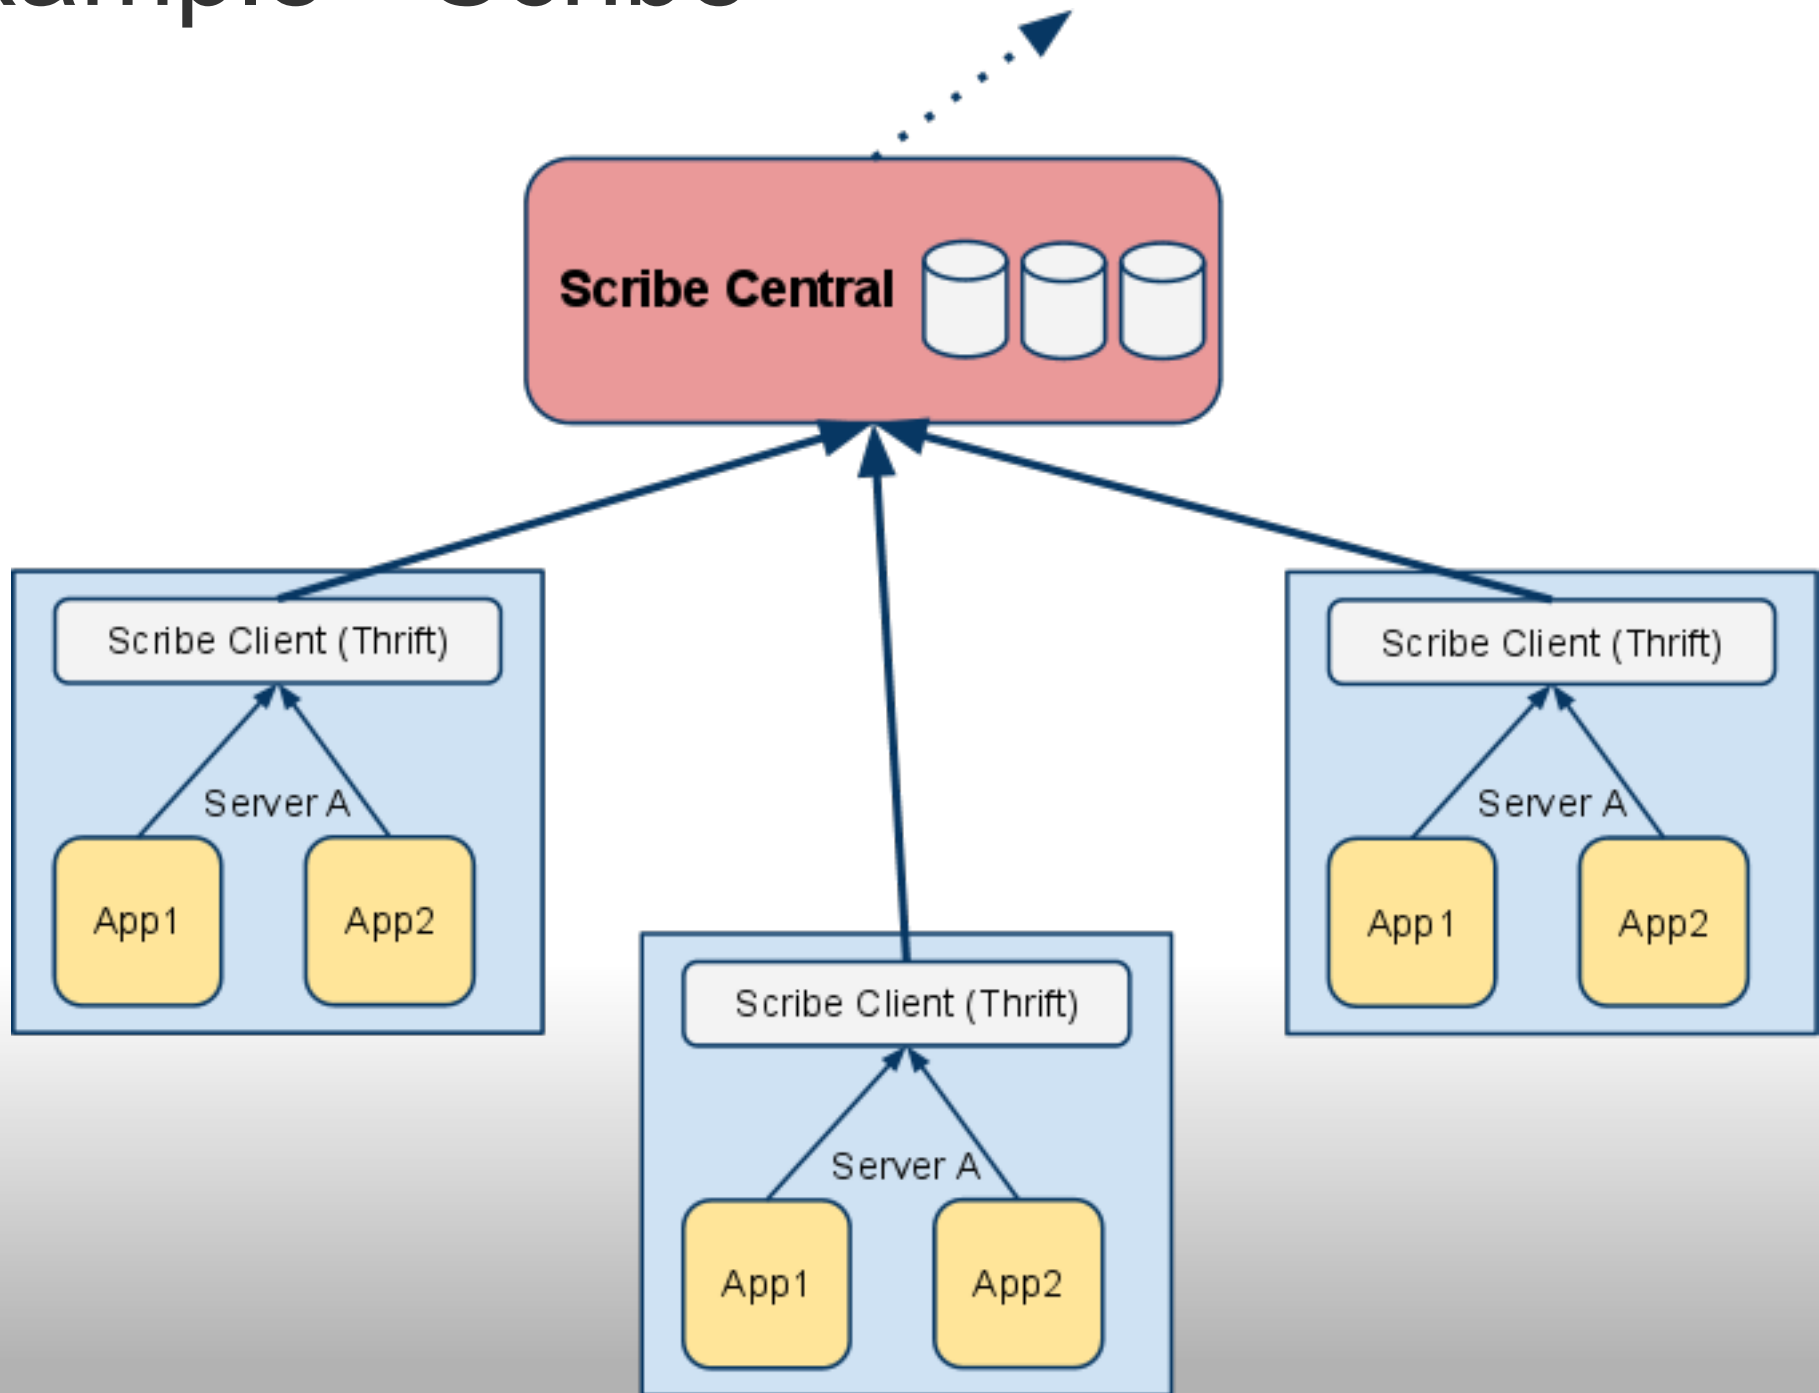 Scribe
Scribe Central
Scribe Client (Thrift)
Server A
App1
App2
Scribe Client (Thrift)
Server A
App1
App2
Scribe Client (Thrift)
Server A
App1
App2